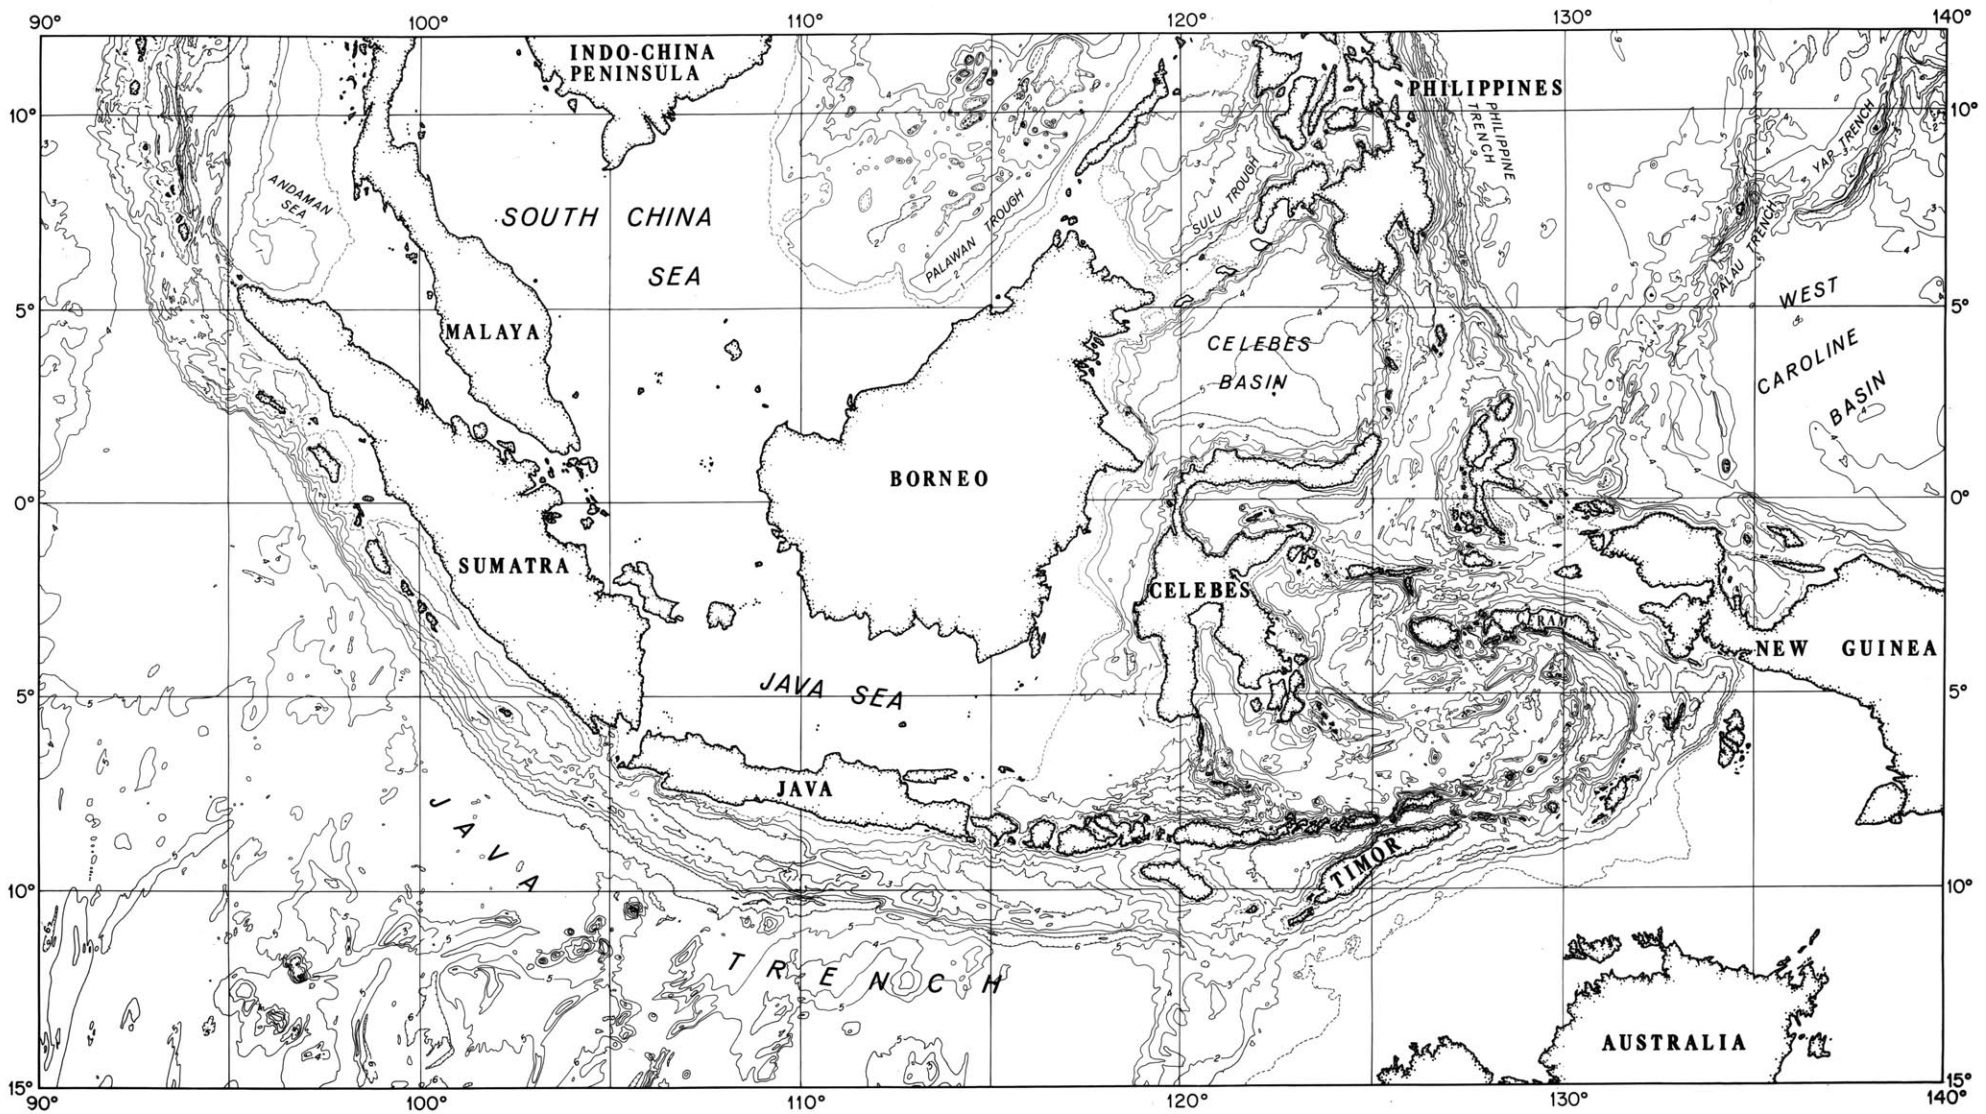 90° 100° 110° 120° 130° 140°
INDO-CHINA
PENINSULA
PHILIPPINES
10° 10°
PHILIPPINE
TRENCH
YAP TRENCH
ANDAMAN
SEA
SOUTH CHINA
SEA
SULU TROUGH
PALAWAN TROUGH
PALAU TRENCH
5° 5°
MALAYA
WEST
CAROLINE
BASIN
CELEBES
BASIN
BORNEO
0° 0°
SUMATRA
CELEBES
CERAM
NEW GUINEA
JAVA SEA
5° 5°
JAVA
JAVA
TIMOR
10° 10°
TRENCH
AUSTRALIA
15° 15°
90° 100° 110° 120° 130° 140°